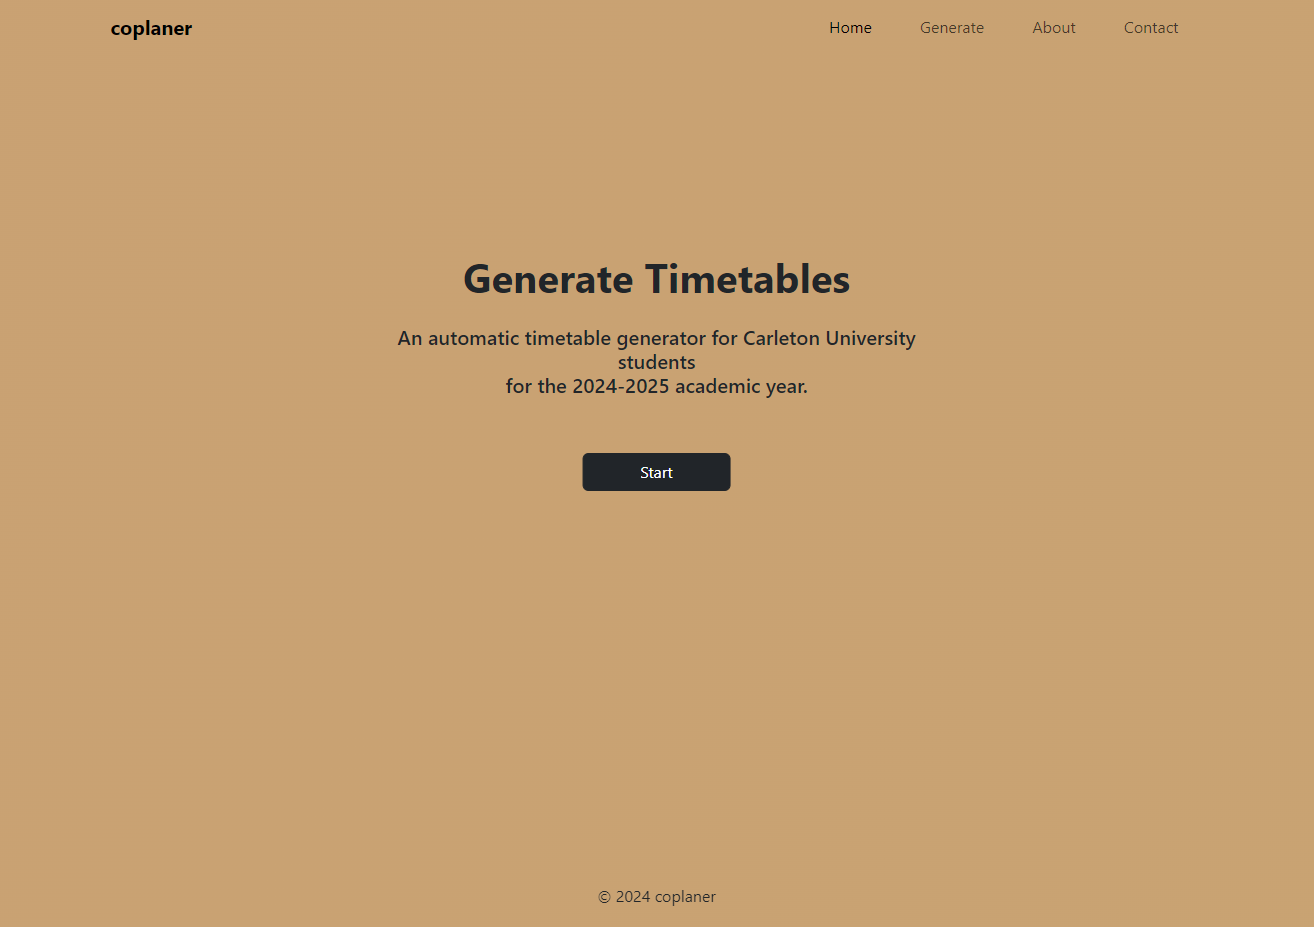 coplaner
Home Generate About Contact
Generate Timetables
An automatic timetable generator for Carleton University
students
for the 2024-2025 academic year.
Start
© 2024 coplaner